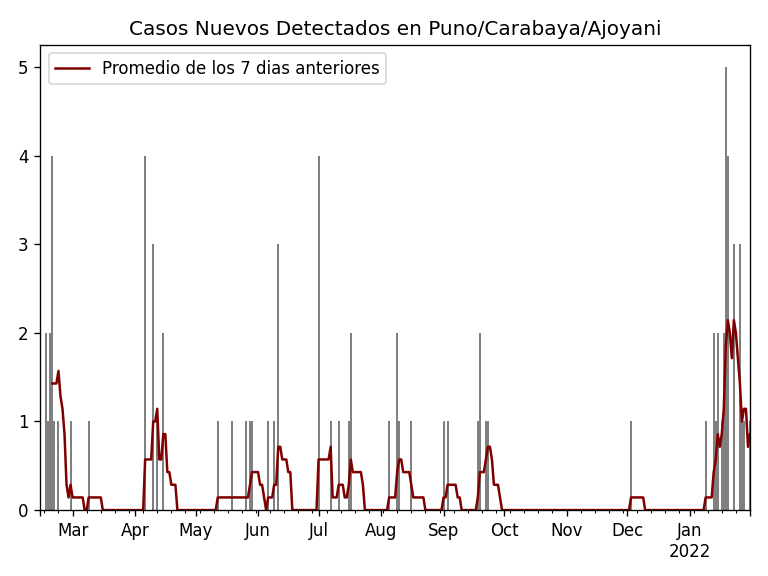 Casos Nuevos Detectados en Puno/Carabaya/Ajoyani
Promedio de los 7 dias anteriores
5
4
3
2
1
0
Mar Apr May Jun Jul Aug Sep Oct Nov Dec Jan
2022